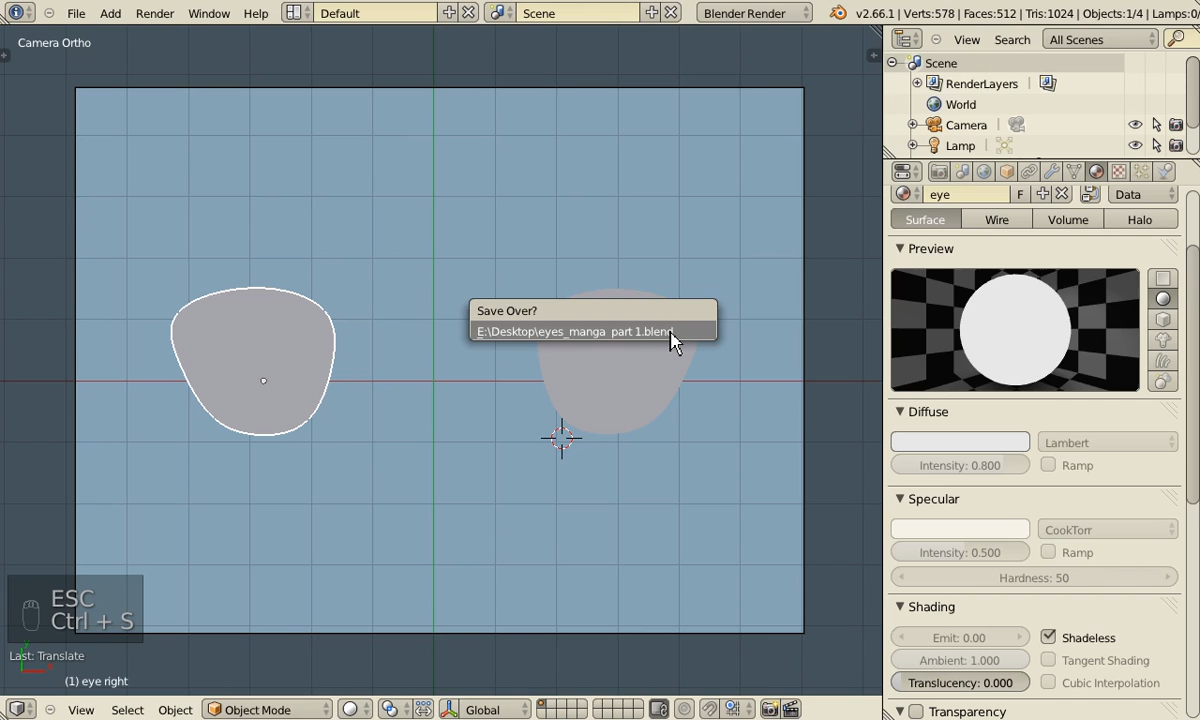 File Add Render Window Help Default Scene Blender Render v2.66.1 | Verts:578 | Faces:512 | Tris:1024 | Objects:1/4 | Lamps:0/
Camera Ortho
View Search All Scenes
Scene
RenderLayers
World
Camera
Lamp
eye F Data
Surface Wire Volume Halo
Preview
Save Over?
E:\Desktop\eyes_manga part 1.blend
Diffuse
Lambert
Intensity: 0.800 Ramp
Specular
CookTorr
Intensity: 0.500 Ramp
Hardness: 50
Shading
Emit: 0.00 Shadeless
Ambient: 1.000 Tangent Shading
Translucency: 0.000 Cubic Interpolation
Transparency
ESC
Ctrl + S
Last: Translate
(1) eye right
View Select Object Object Mode Global